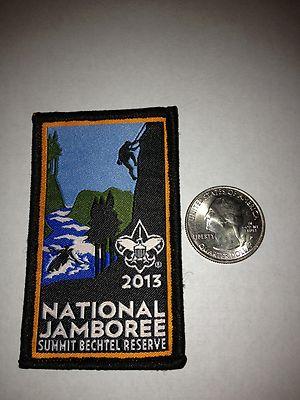 ®
2013
NATIONAL
JAMBOREE
SUMMIT BECHTEL RESERVE
UNITED STATES OF AMERICA
LIBERTY
QUARTER DOLLAR